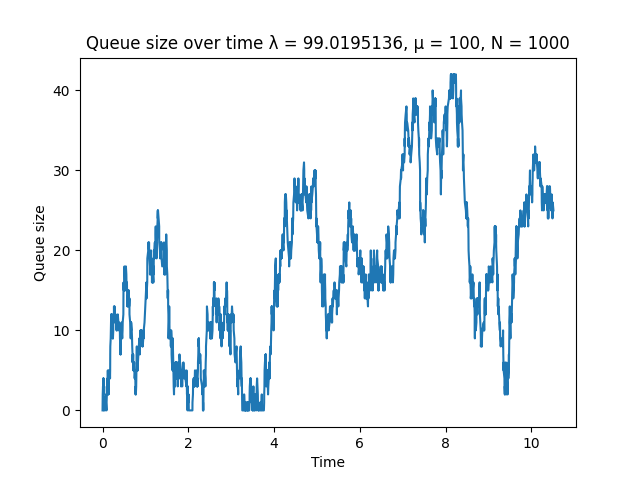 Queue size over time λ = 99.0195136, μ = 100, N = 1000
40
30
20
10
0
Queue size
0 2 4 6 8 10
Time